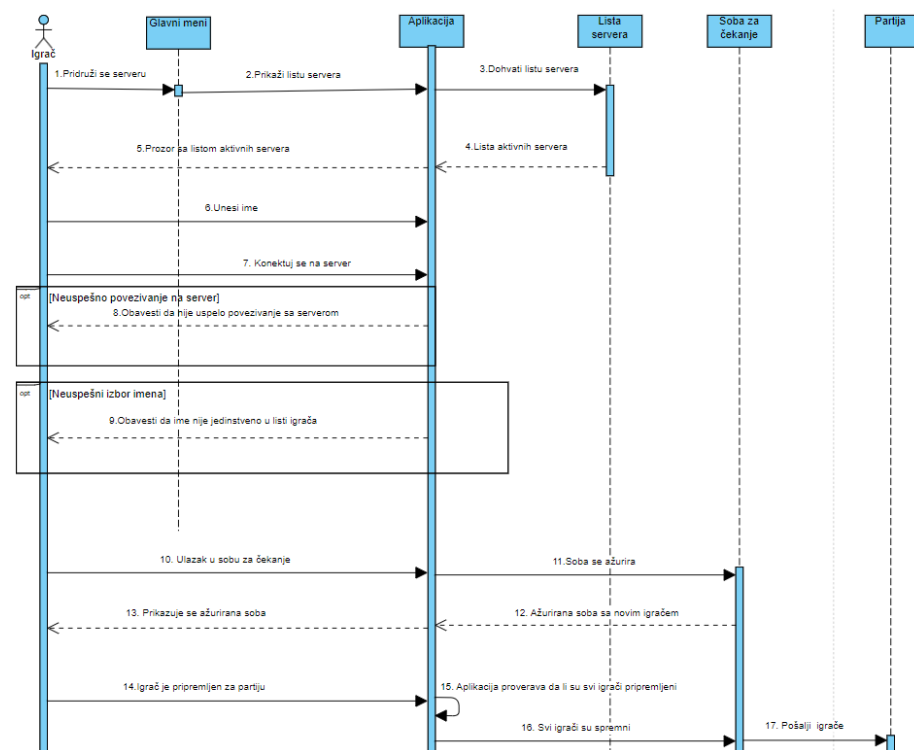 Igrač
Glavni meni
Aplikacija
Lista
servera
Soba za
čekanje
Partija
1.Pridruži se serveru
2.Prikaži listu servera
3.Dohvati listu servera
4.Lista aktivnih servera
5.Prozor sa listom aktivnih servera
6.Unesi ime
7. Konektuj se na server
opt
[Neuspešno povezivanje na server]
8.Obavesti da nije uspelo povezivanje sa serverom
opt
[Neuspešni izbor imena]
9.Obavesti da ime nije jedinstveno u listi igrača
10. Ulazak u sobu za čekanje
11.Soba se ažurira
12. Ažurirana soba sa novim igračem
13. Prikazuje se ažurirana soba
14.Igrač je pripremljen za partiju
15. Aplikacija proverava da li su svi igrači pripremljeni
16. Svi igrači su spremni
17. Pošalji igrače